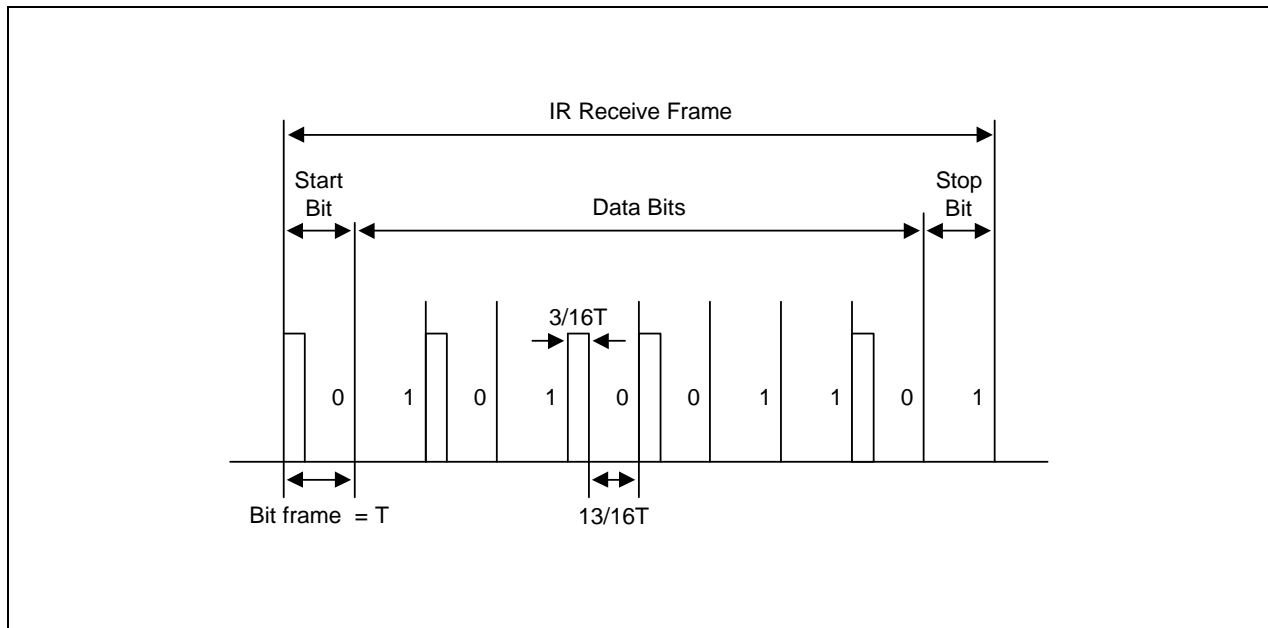 IR Receive Frame
Start
Bit
Data Bits
Stop
Bit
3/16T
0 1 0 1 0 0 1 1 0 1
Bit frame = T
13/16T